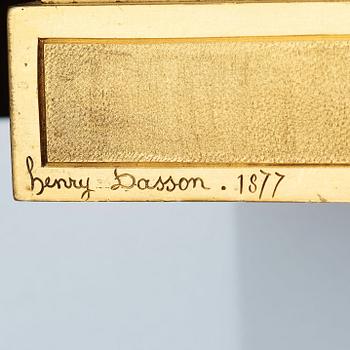 henry Dasson . 1877